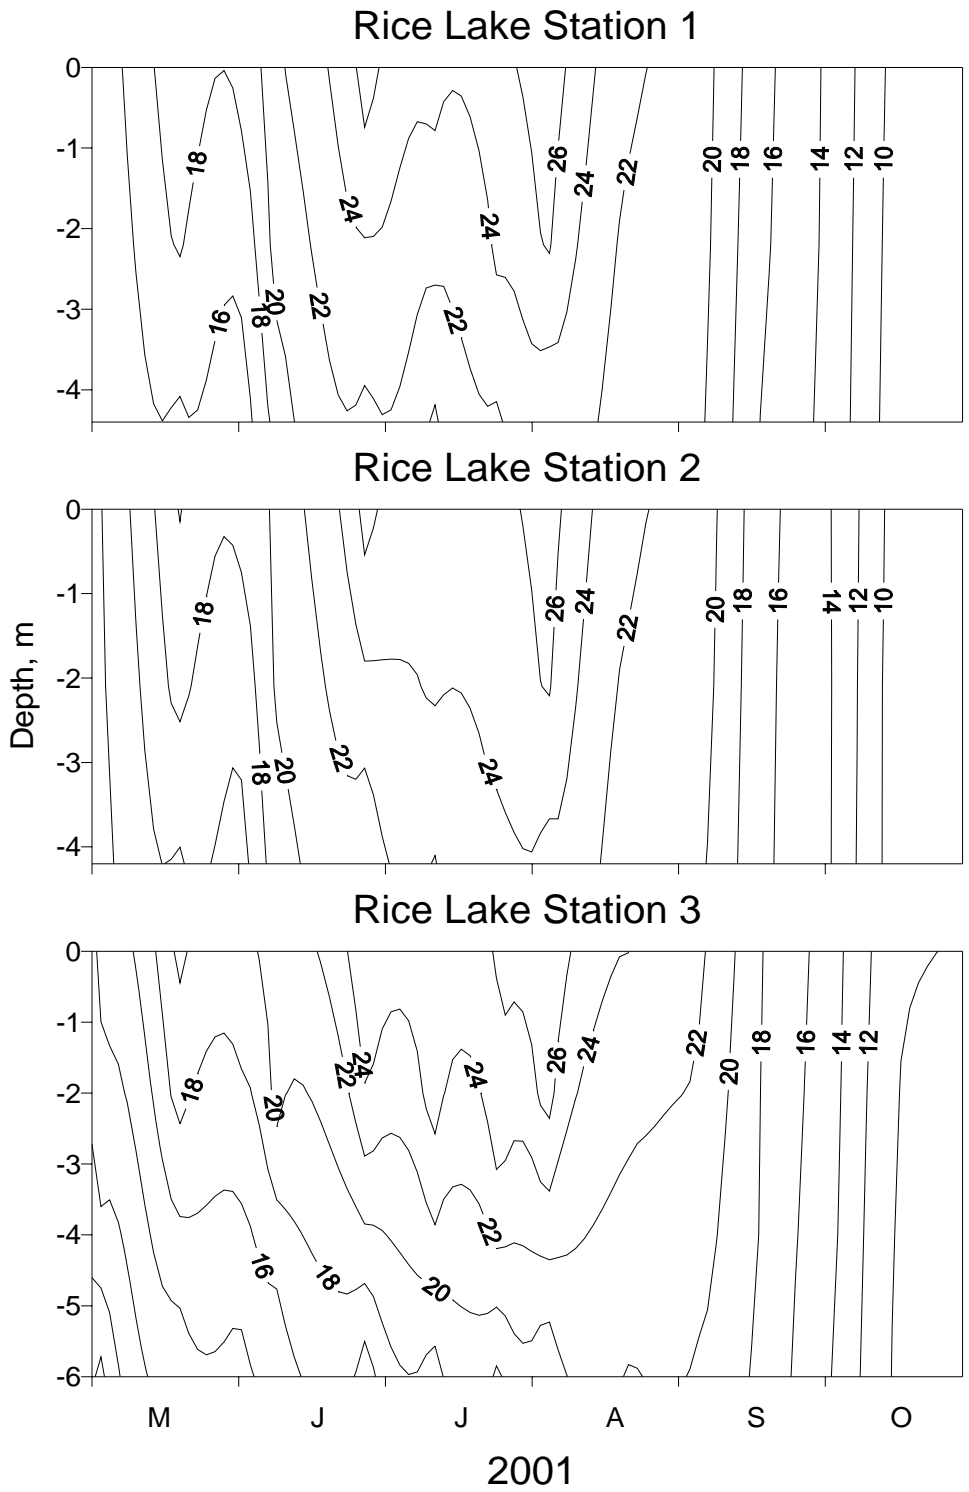 Rice Lake Station 1
0
-1
-2
-3
-4
18 16 18 20 22 24 22 24 26 24 22 20 18 16 14 12 10
Rice Lake Station 2
0
-1
-2
-3
-4
18 18 20 22 24 26 24 22 20 18 16 14 12 10
Depth, m
Rice Lake Station 3
0
-1
-2
-3
-4
-5
-6
18 16 20 18 22 24 20 24 22 26 24 22 20 18 16 14 12
M J J A S O
2001